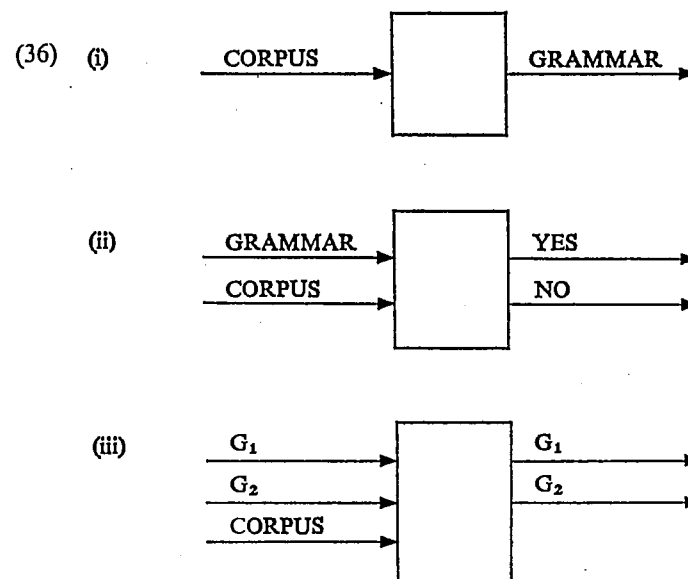 (36) (i) CORPUS GRAMMAR
(ii) GRAMMAR YES
CORPUS NO
(iii) G₁ G₁
G₂ G₂
CORPUS